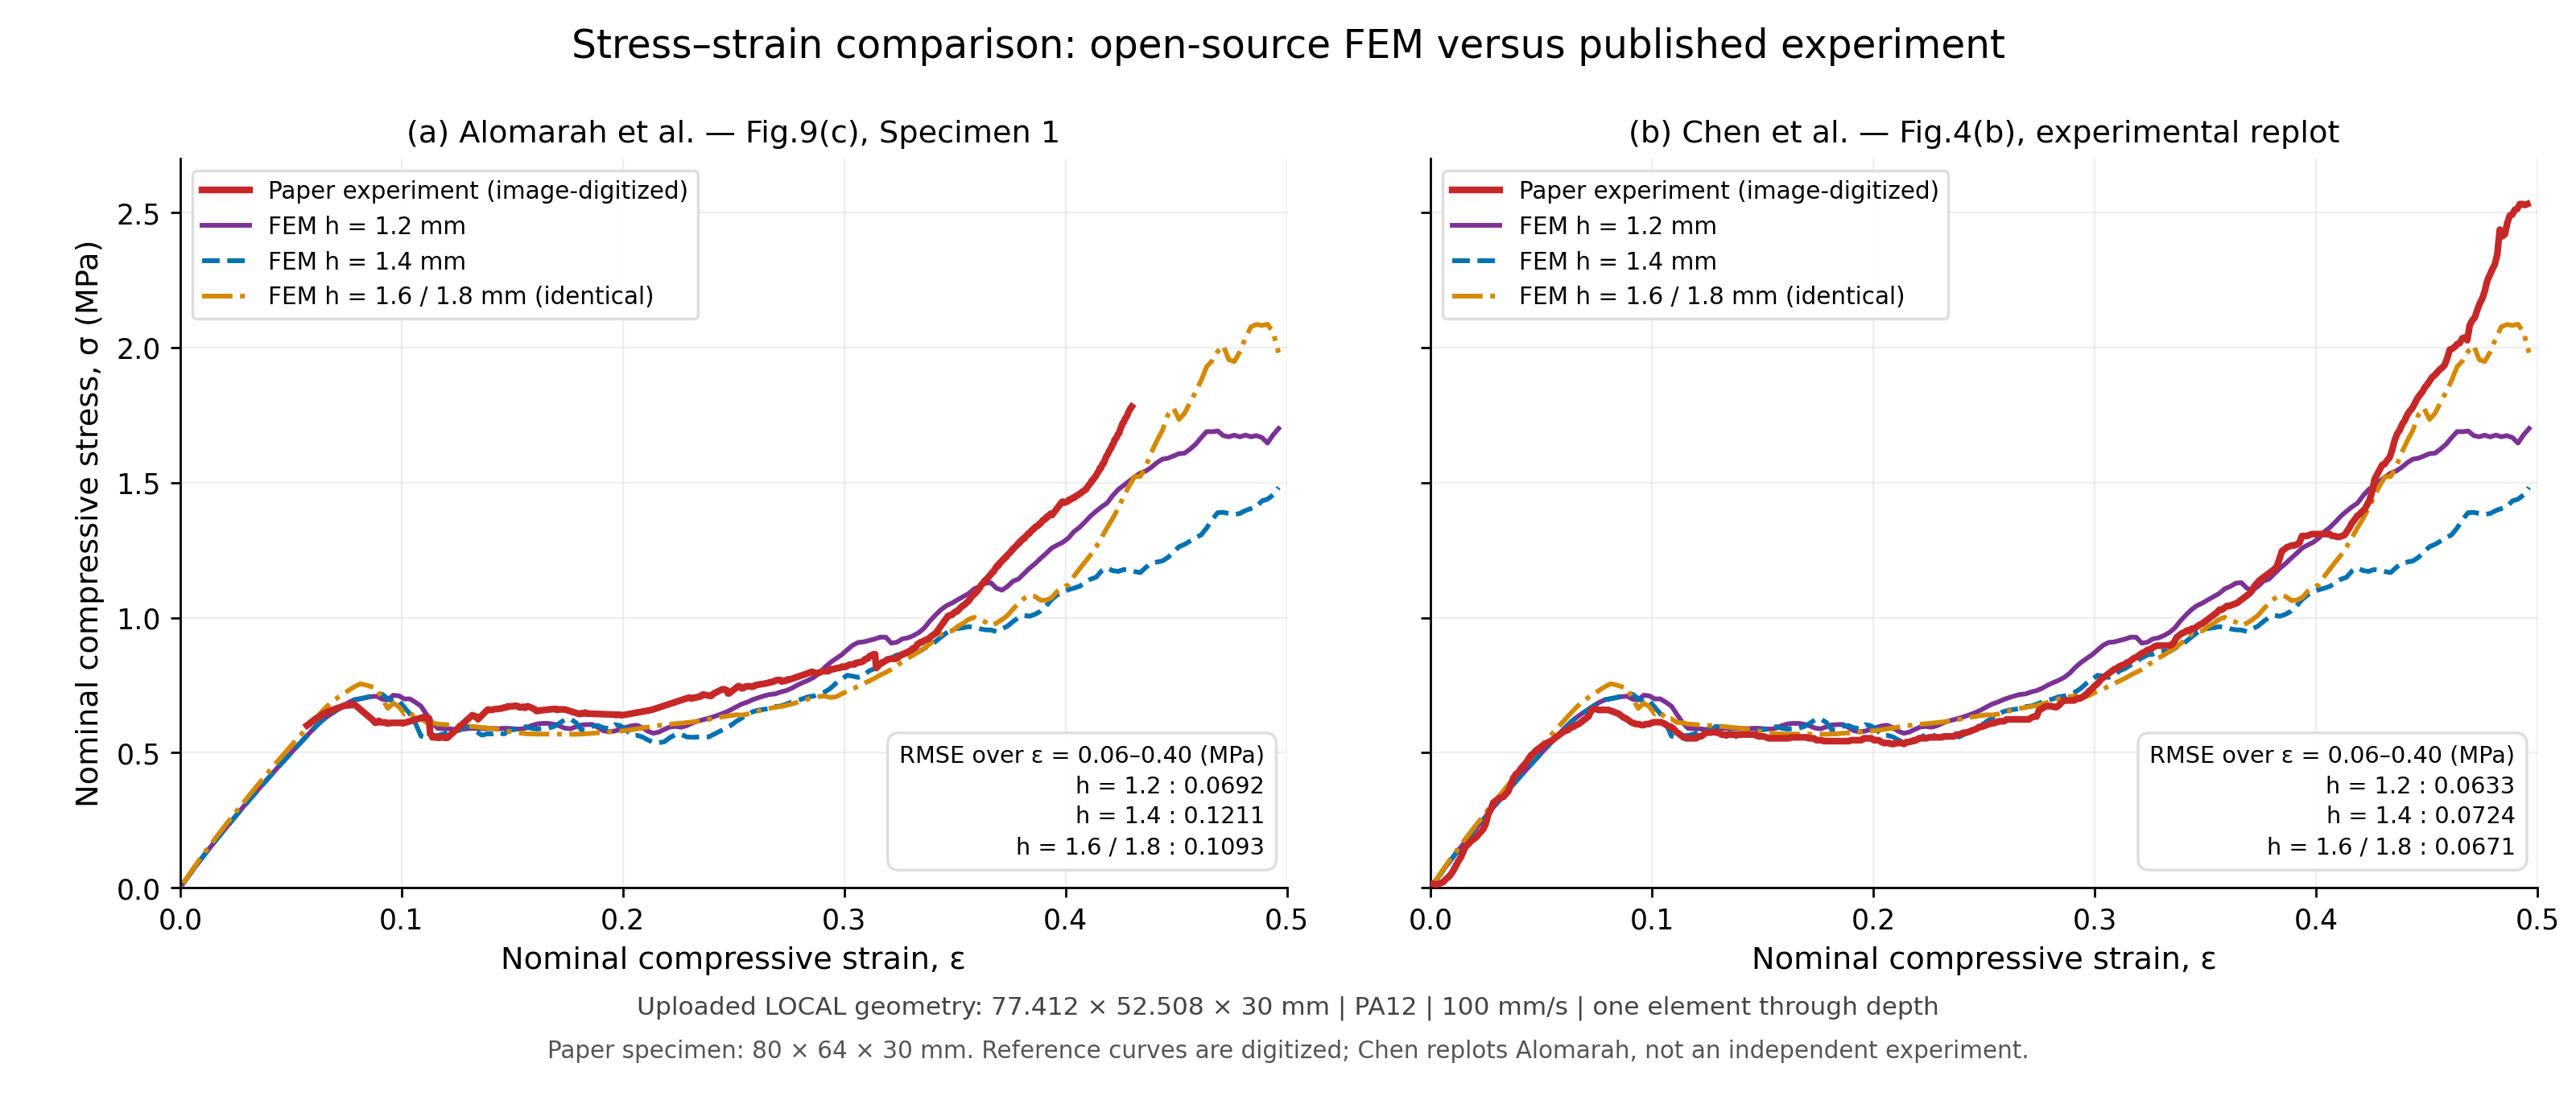 Stress–strain comparison: open-source FEM versus published experiment
(a) Alomarah et al. — Fig.9(c), Specimen 1
Paper experiment (image-digitized)
FEM h = 1.2 mm
FEM h = 1.4 mm
FEM h = 1.6 / 1.8 mm (identical)
Nominal compressive stress, σ (MPa)
2.5
2.0
1.5
1.0
0.5
0.0
RMSE over ε = 0.06–0.40 (MPa)
h = 1.2 : 0.0692
h = 1.4 : 0.1211
h = 1.6 / 1.8 : 0.1093
0.0 0.1 0.2 0.3 0.4 0.5
Nominal compressive strain, ε
(b) Chen et al. — Fig.4(b), experimental replot
Paper experiment (image-digitized)
FEM h = 1.2 mm
FEM h = 1.4 mm
FEM h = 1.6 / 1.8 mm (identical)
RMSE over ε = 0.06–0.40 (MPa)
h = 1.2 : 0.0633
h = 1.4 : 0.0724
h = 1.6 / 1.8 : 0.0671
0.0 0.1 0.2 0.3 0.4 0.5
Nominal compressive strain, ε
Uploaded LOCAL geometry: 77.412 × 52.508 × 30 mm | PA12 | 100 mm/s | one element through depth
Paper specimen: 80 × 64 × 30 mm. Reference curves are digitized; Chen replots Alomarah, not an independent experiment.